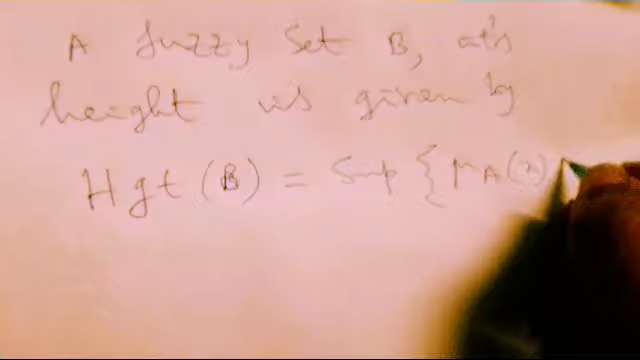 A fuzzy Set B, it's
height is given by
Hgt (B) = Sup { μA(x)